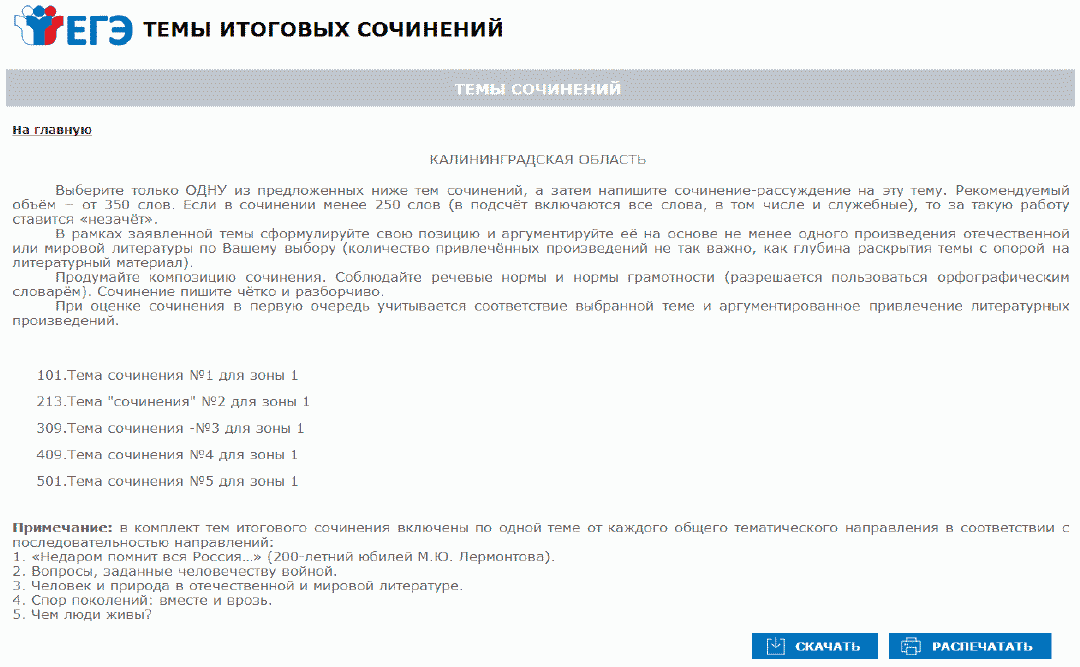 ЕГЭ ТЕМЫ ИТОГОВЫХ СОЧИНЕНИЙ
ТЕМЫ СОЧИНЕНИЙ
На главную
КАЛИНИНГРАДСКАЯ ОБЛАСТЬ
Выберите только ОДНУ из предложенных ниже тем сочинений, а затем напишите сочинение-рассуждение на эту тему. Рекомендуемый
объём – от 350 слов. Если в сочинении менее 250 слов (в подсчёт включаются все слова, в том числе и служебные), то за такую работу
ставится «незачёт».
В рамках заявленной темы сформулируйте свою позицию и аргументируйте её на основе не менее одного произведения отечественной
или мировой литературы по Вашему выбору (количество привлечённых произведений не так важно, как глубина раскрытия темы с опорой на
литературный материал).
Продумайте композицию сочинения. Соблюдайте речевые нормы и нормы грамотности (разрешается пользоваться орфографическим
словарём). Сочинение пишите чётко и разборчиво.
При оценке сочинения в первую очередь учитывается соответствие выбранной теме и аргументированное привлечение литературных
произведений.
101.Тема сочинения №1 для зоны 1
213.Тема "сочинения" №2 для зоны 1
309.Тема сочинения -№3 для зоны 1
409.Тема сочинения №4 для зоны 1
501.Тема сочинения №5 для зоны 1
Примечание: в комплект тем итогового сочинения включены по одной теме от каждого общего тематического направления в соответствии с
последовательностью направлений:
1. «Недаром помнит вся Россия…» (200-летний юбилей М.Ю. Лермонтова).
2. Вопросы, заданные человечеству войной.
3. Человек и природа в отечественной и мировой литературе.
4. Спор поколений: вместе и врозь.
5. Чем люди живы?
СКАЧАТЬ РАСПЕЧАТАТЬ